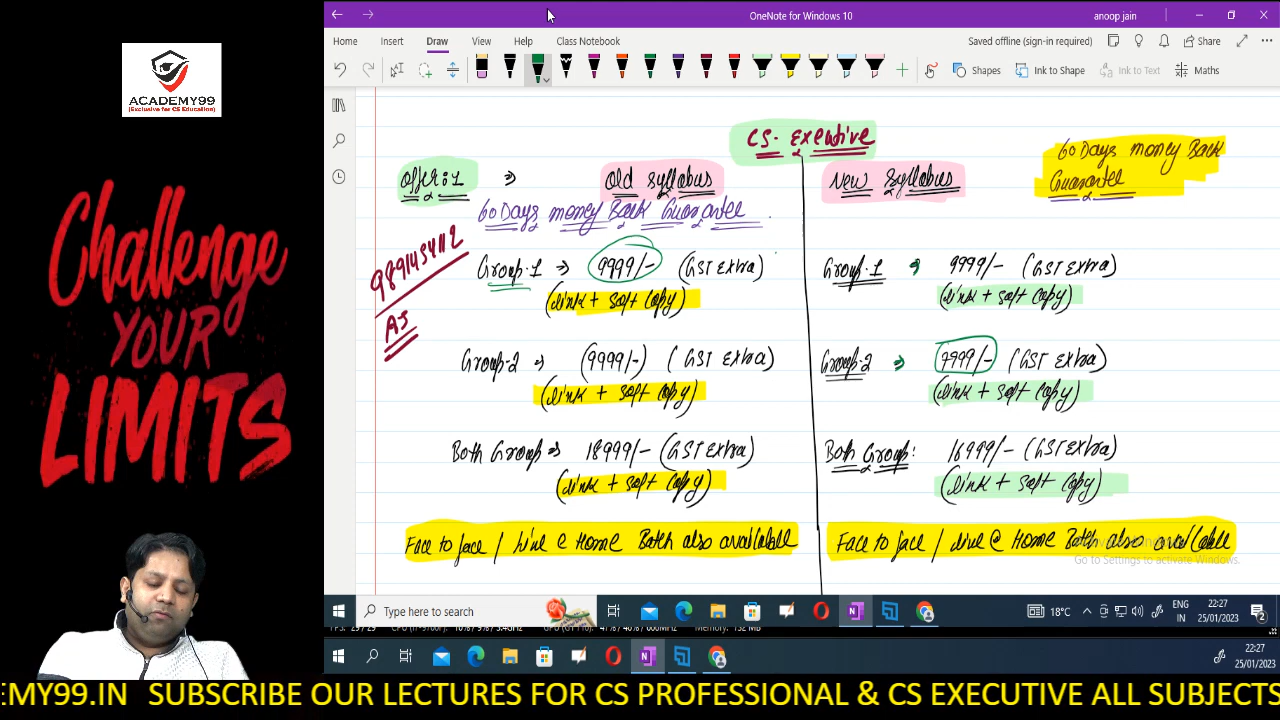 OneNote for Windows 10
anoop jain
Home Insert Draw View Help Class Notebook
Saved offline (sign-in required)
Share
Shapes
Ink to Shape
Ink to Text
Maths
ACADEMY99
(Exclusive for CS Education)
Challenge
YOUR
LIMITS
CS- Executive
60 Days money Back
Guarantee
Offer:1 ⇒ Old Syllabus
New Syllabus
60 Days money Back Guarantee
9891454112
AJ
Group-1 ⇒ 9999/- (GST Extra)
(Link + Soft Copy)
Group-2 ⇒ (9999/-) (GST Extra)
(Link + Soft Copy)
Both Group ⇒ 18999/- (GST Extra)
(Link + Soft Copy)
Face to face / Live @ Home Batch also available
Group-1 ⇒ 9999/- (GST Extra)
(Link + Soft Copy)
Group-2 ⇒ 9999/- (GST Extra)
(Link + Soft Copy)
Both Group: 16999/- (GST Extra)
(Link + Soft Copy)
Face to face / Live @ Home Batch also available
Go to Settings to activate Windows.
Type here to search
18°C
ENG
IN
22:27
25/01/2023
2
22:27
25/01/2023
EMY99.IN SUBSCRIBE OUR LECTURES FOR CS PROFESSIONAL & CS EXECUTIVE ALL SUBJECTS